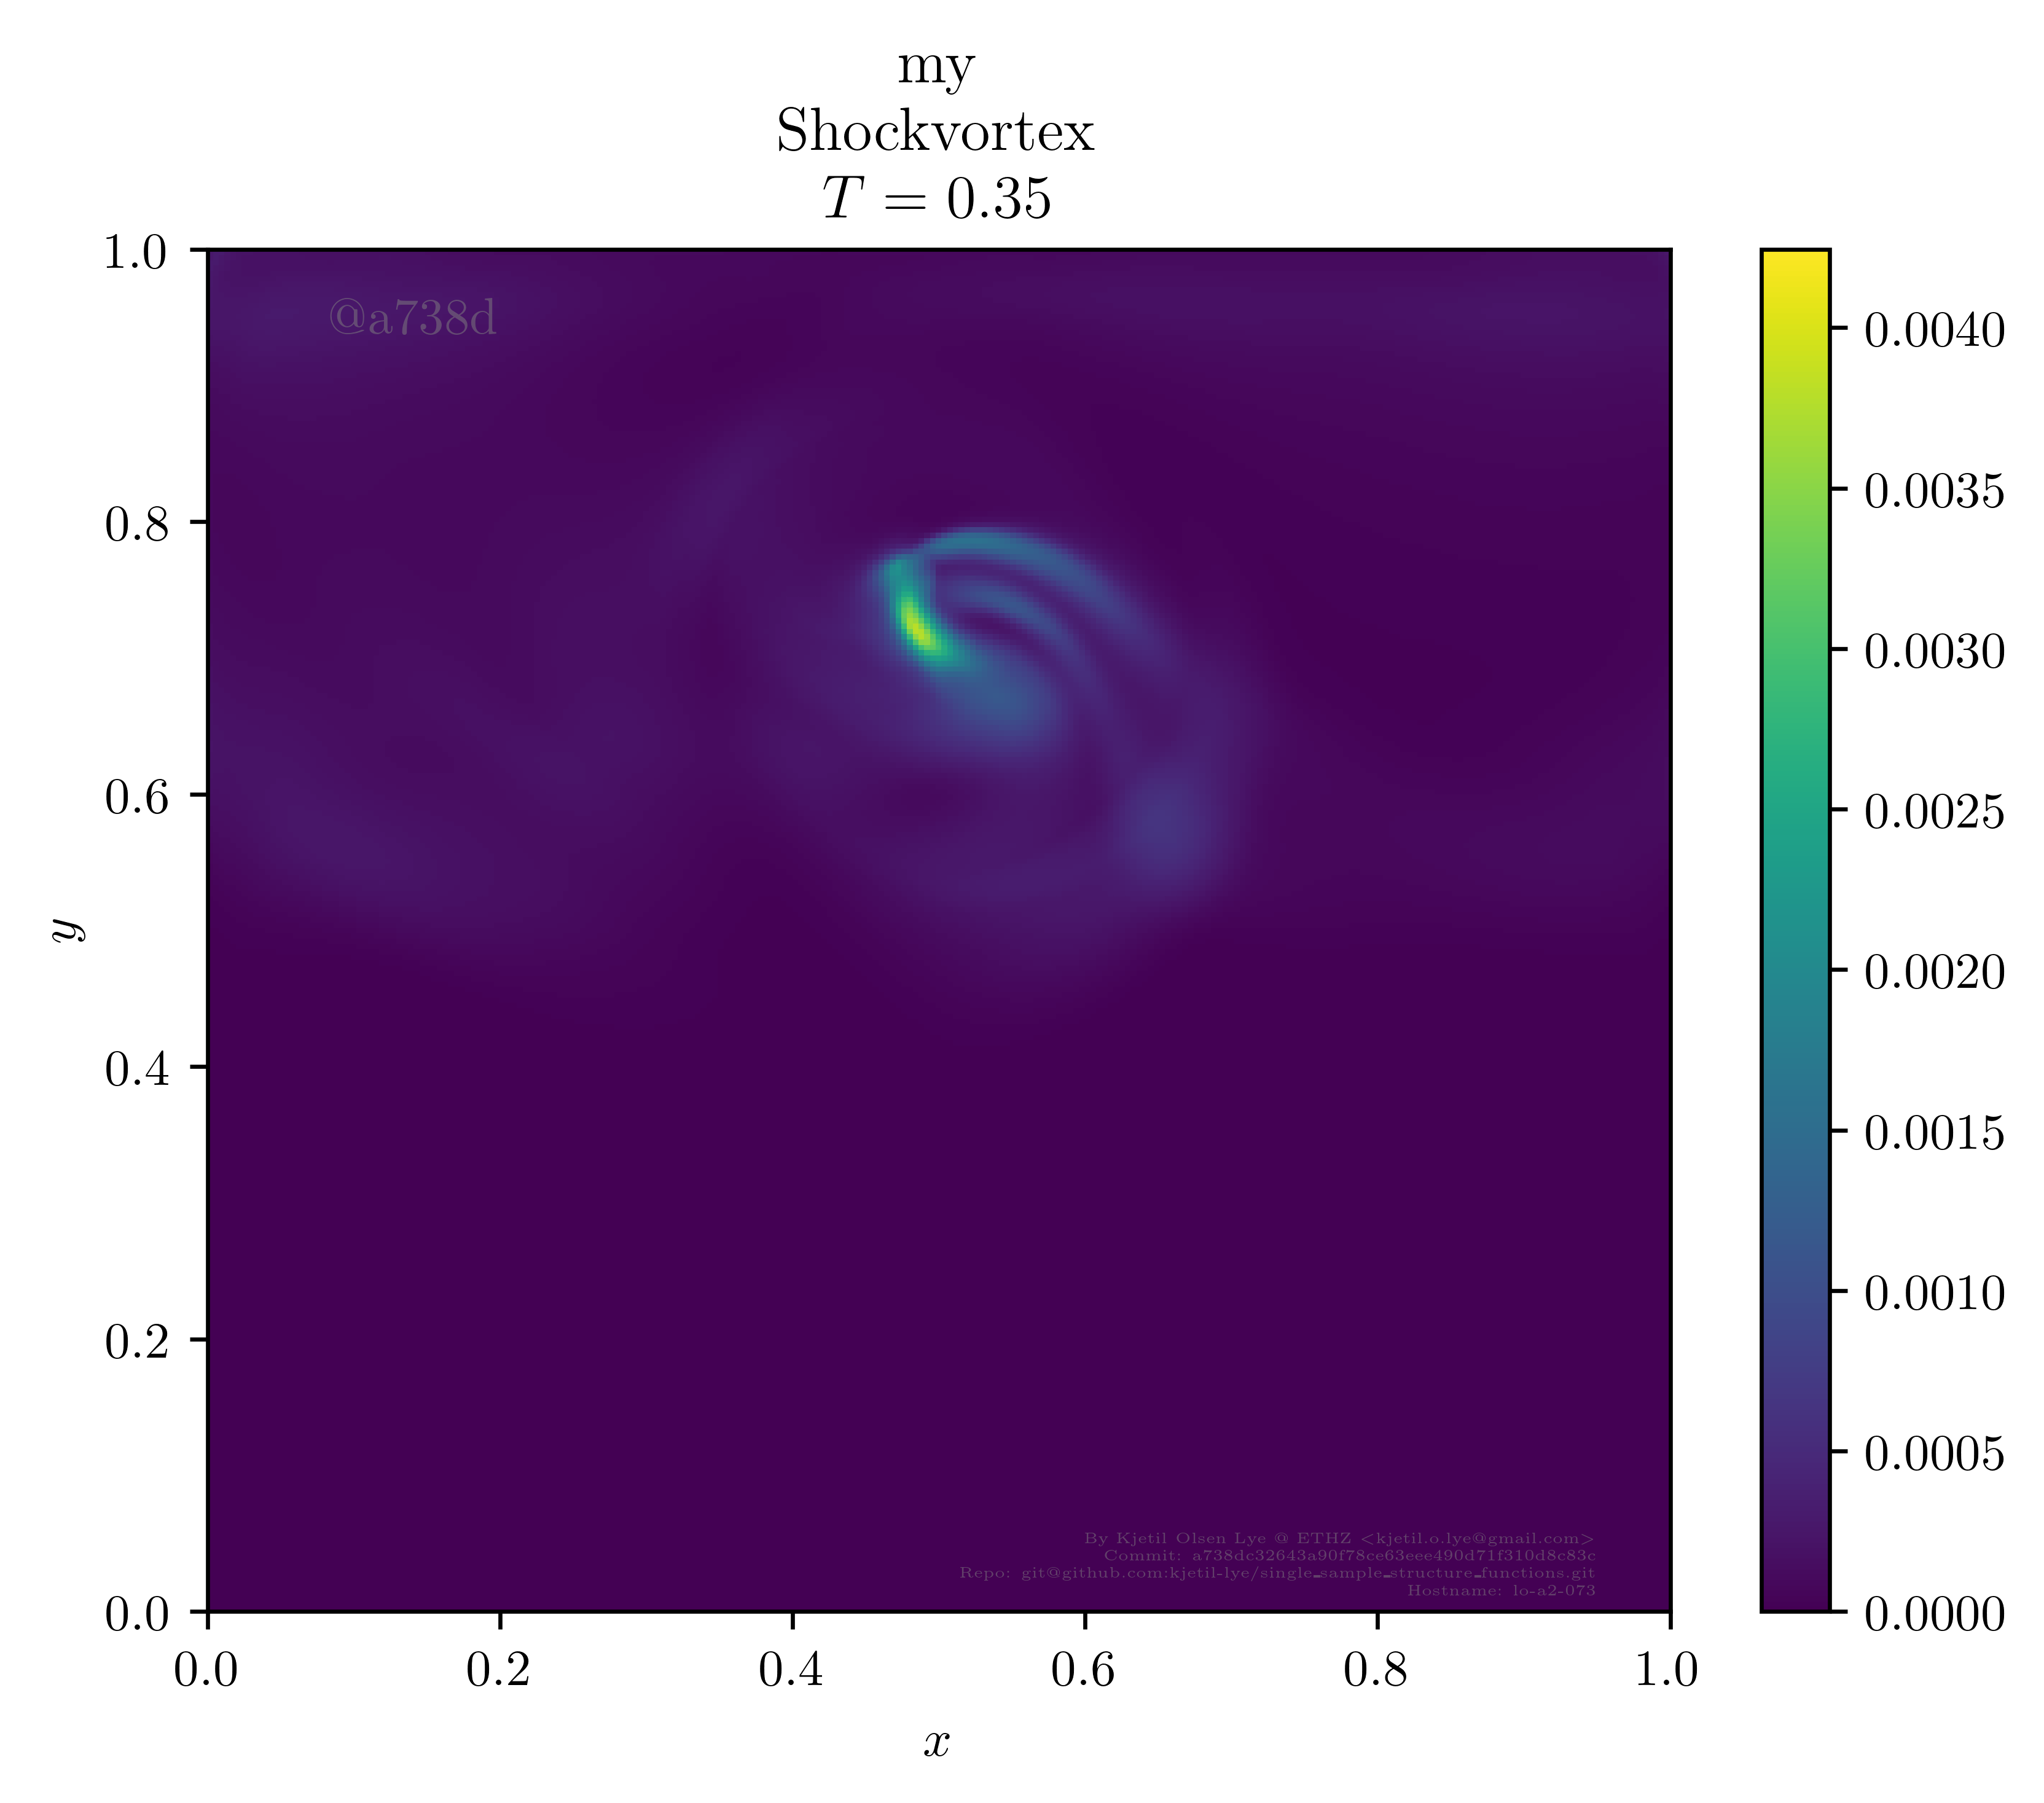 my
Shockvortex
T = 0.35
1.0
0.8
0.6
0.4
0.2
0.0
y
@a738d
By Kjetil Olsen Lye @ ETHZ <kjetil.o.lye@gmail.com>
Commit: a738dc32643a90f78ce63eee490d71f310d8c83c
Repo: git@github.com:kjetil-lye/single_sample_structure_functions.git
Hostname: lo-a2-073
0.0 0.2 0.4 0.6 0.8 1.0
x
0.0040
0.0035
0.0030
0.0025
0.0020
0.0015
0.0010
0.0005
0.0000